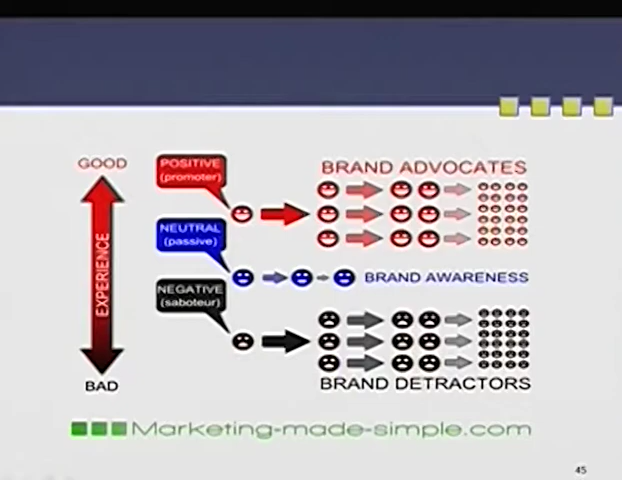 GOOD
POSITIVE
(promoter)
BRAND ADVOCATES
NEUTRAL
(passive)
EXPERIENCE
BRAND AWARENESS
NEGATIVE
(saboteur)
BAD
BRAND DETRACTORS
Marketing-made-simple.com
45